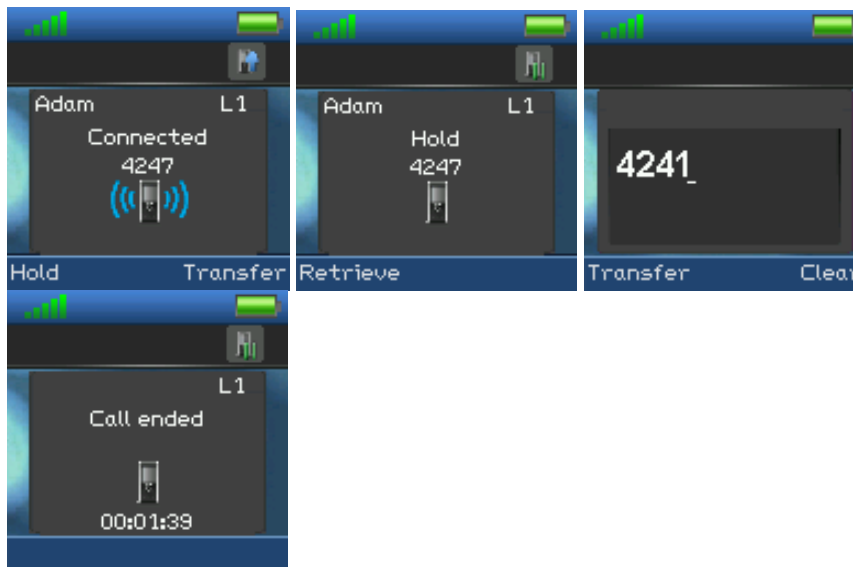 Adam L1
Connected
4247
Hold Transfer
Adam L1
Hold
4247
Retrieve
4241_
Transfer Clear
L1
Call ended
00:01:39